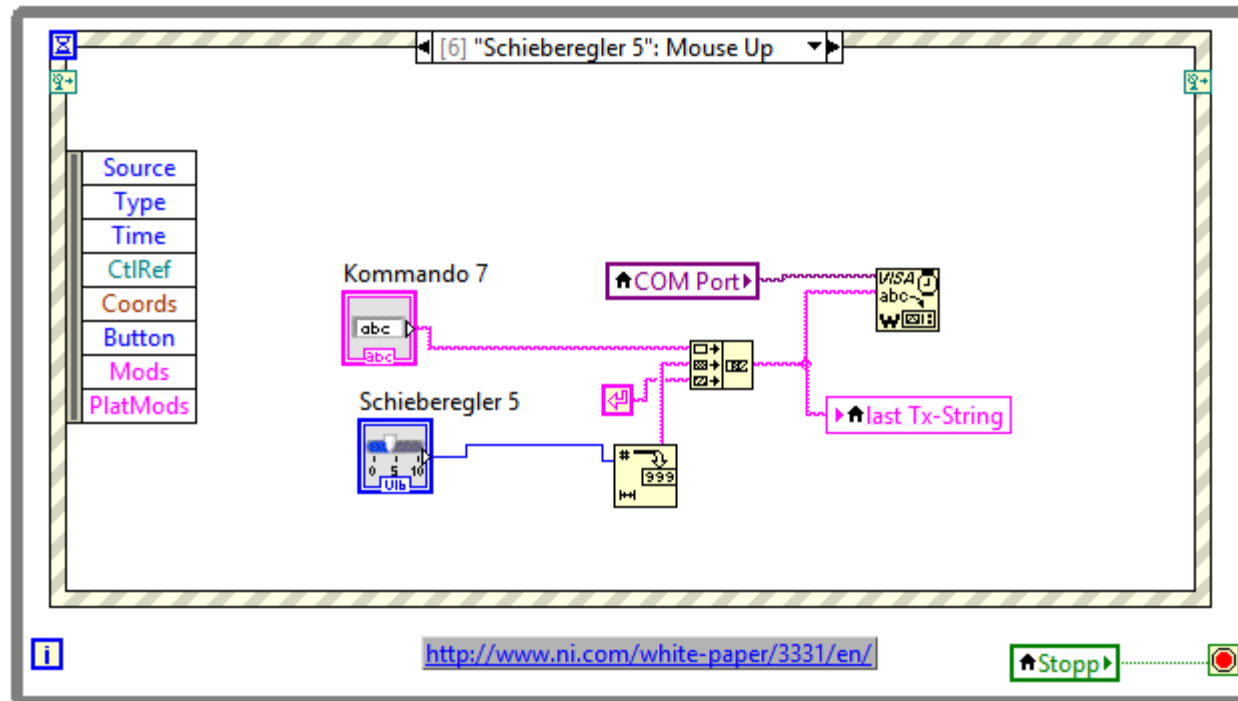 [6] "Schieberegler 5": Mouse Up
Source
Type
Time
CtlRef
Coords
Button
Mods
PlatMods
Kommando 7
abc
abc
COM Port
VISA
abc
W
Schieberegler 5
0 5 10
U16
#
999
last Tx-String
i
http://www.ni.com/white-paper/3331/en/
Stopp